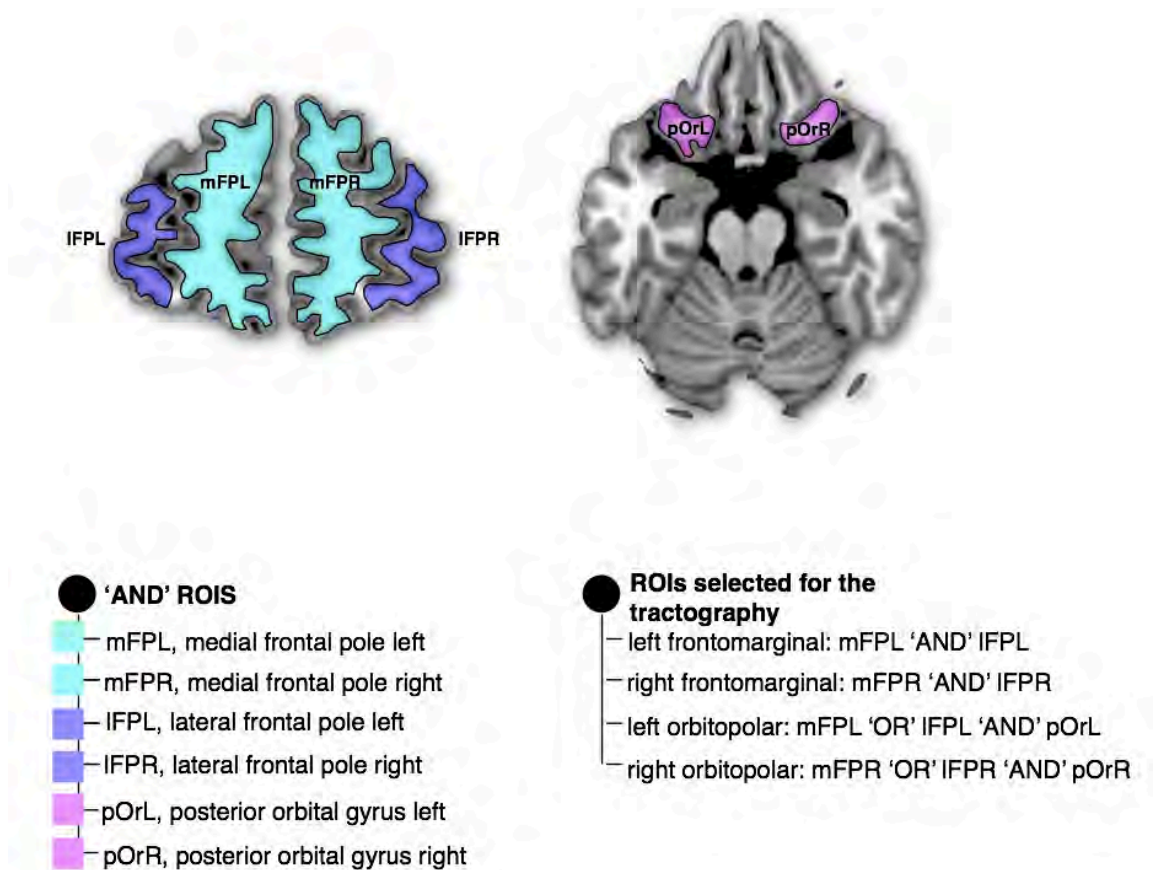 mFPL
mFPR
lFPL
lFPR
pOrL
pOrR
‘AND’ ROIS
mFPL, medial frontal pole left
mFPR, medial frontal pole right
lFPL, lateral frontal pole left
lFPR, lateral frontal pole right
pOrL, posterior orbital gyrus left
pOrR, posterior orbital gyrus right
ROIs selected for the
tractography
left frontomarginal: mFPL ‘AND’ lFPL
right frontomarginal: mFPR ‘AND’ lFPR
left orbitopolar: mFPL ‘OR’ lFPL ‘AND’ pOrL
right orbitopolar: mFPR ‘OR’ lFPR ‘AND’ pOrR